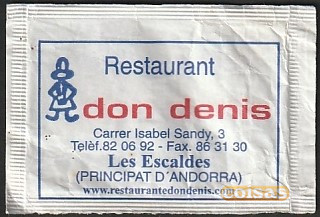 Restaurant
don denis
Carrer Isabel Sandy, 3
Telèf. 82 06 92 - Fax. 86 31 30
Les Escaldes
(PRINCIPAT D'ANDORRA)
www.restaurantedondenis.com
coisas